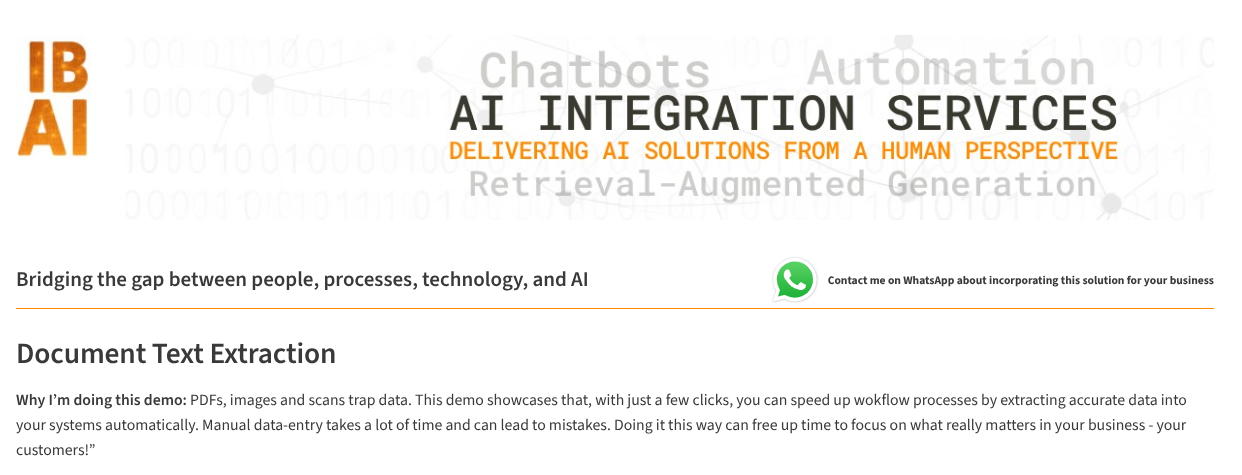 IB
AI
Chatbots Automation
AI INTEGRATION SERVICES
DELIVERING AI SOLUTIONS FROM A HUMAN PERSPECTIVE
Retrieval-Augmented Generation
Bridging the gap between people, processes, technology, and AI
Contact me on WhatsApp about incorporating this solution for your business
Document Text Extraction
Why I’m doing this demo: PDFs, images and scans trap data. This demo showcases that, with just a few clicks, you can speed up wokflow processes by extracting accurate data into
your systems automatically. Manual data-entry takes a lot of time and can lead to mistakes. Doing it this way can free up time to focus on what really matters in your business - your
customers!”